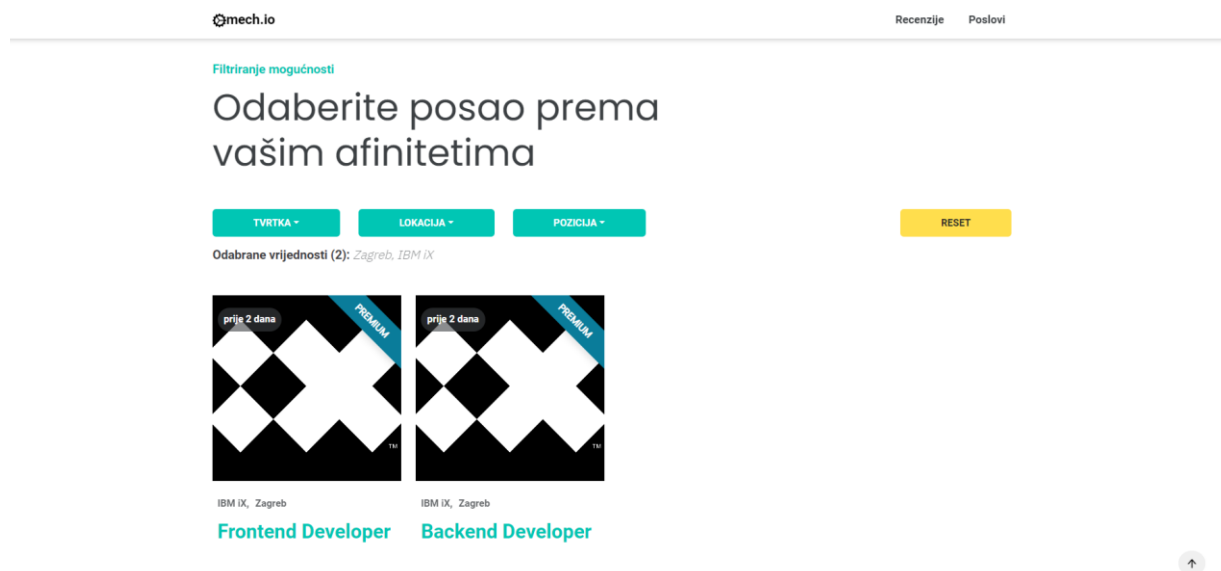 mech.io
Recenzije Poslovi
Filtriranje mogućnosti
Odaberite posao prema
vašim afinitetima
TVRTKA LOKACIJA POZICIJA RESET
Odabrane vrijednosti (2): Zagreb, IBM iX
prije 2 dana
PREMIUM
TM
IBM iX, Zagreb
Frontend Developer
prije 2 dana
PREMIUM
TM
IBM iX, Zagreb
Backend Developer